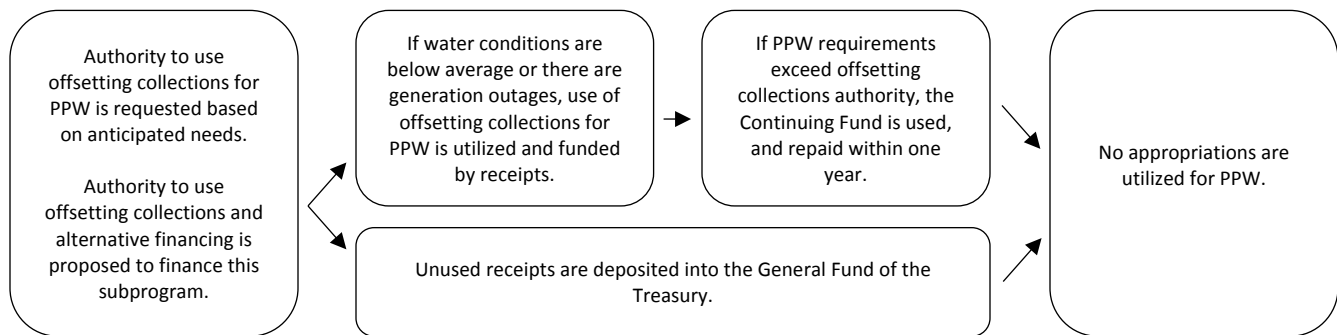 Authority to use
offsetting collections for
PPW is requested based
on anticipated needs.
Authority to use
offsetting collections and
alternative financing is
proposed to finance this
subprogram.
If water conditions are
below average or there are
generation outages, use of
offsetting collections for
PPW is utilized and funded
by receipts.
If PPW requirements
exceed offsetting
collections authority, the
Continuing Fund is used,
and repaid within one
year.
Unused receipts are deposited into the General Fund of the
Treasury.
No appropriations are
utilized for PPW.